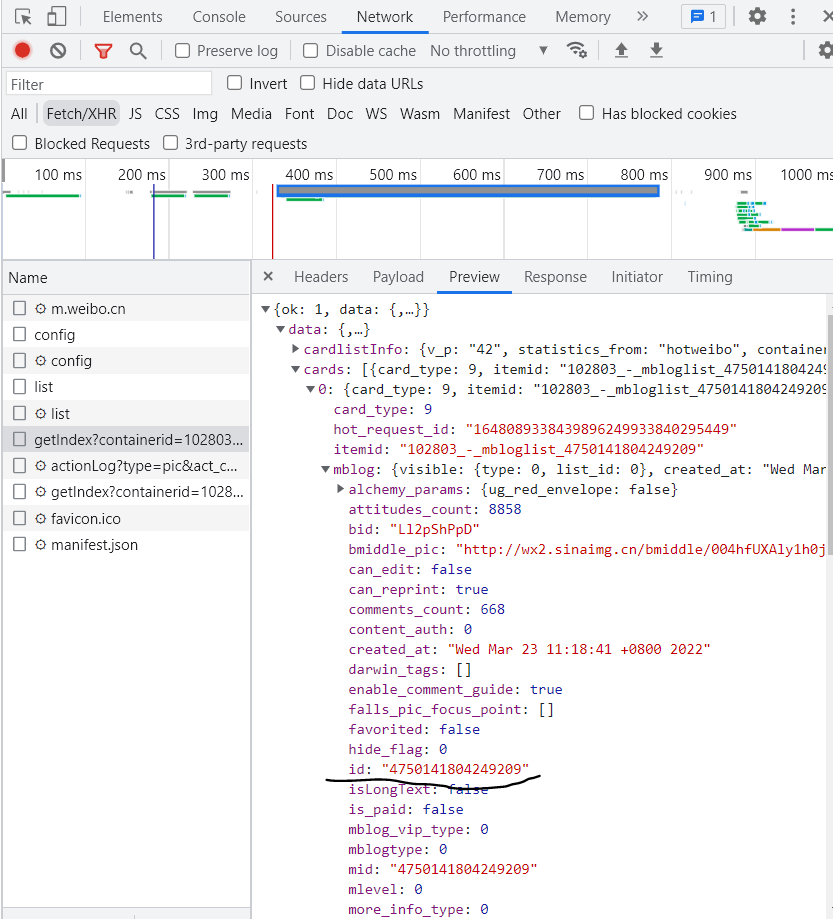 Elements Console Sources Network Performance Memory 1
Preserve log Disable cache No throttling
Filter Invert Hide data URLs
All Fetch/XHR JS CSS Img Media Font Doc WS Wasm Manifest Other Has blocked cookies
Blocked Requests 3rd-party requests
100 ms 200 ms 300 ms 400 ms 500 ms 600 ms 700 ms 800 ms 900 ms 1000 ms
Name
m.weibo.cn
config
config
list
list
getIndex?containerid=102803...
actionLog?type=pic&act_c...
getIndex?containerid=1028...
favicon.ico
manifest.json
Headers Payload Preview Response Initiator Timing
{ok: 1, data: {,…}}
data: {,…}
cardlistInfo: {v_p: "42", statistics_from: "hotweibo", container
cards: [{card_type: 9, itemid: "102803_-_mbloglist_4750141804249
0: {card_type: 9, itemid: "102803_-_mbloglist_4750141804249209
card_type: 9
hot_request_id: "1648089338439896249933840295449"
itemid: "102803_-_mbloglist_4750141804249209"
mblog: {visible: {type: 0, list_id: 0}, created_at: "Wed Mar
alchemy_params: {ug_red_envelope: false}
attitudes_count: 8858
bid: "Ll2pShPpD"
bmiddle_pic: "http://wx2.sinaimg.cn/bmiddle/004hfUXAly1h0j
can_edit: false
can_reprint: true
comments_count: 668
content_auth: 0
created_at: "Wed Mar 23 11:18:41 +0800 2022"
darwin_tags: []
enable_comment_guide: true
falls_pic_focus_point: []
favorited: false
hide_flag: 0
id: "4750141804249209"
isLongText: false
is_paid: false
mblog_vip_type: 0
mblogtype: 0
mid: "4750141804249209"
mlevel: 0
more_info_type: 0